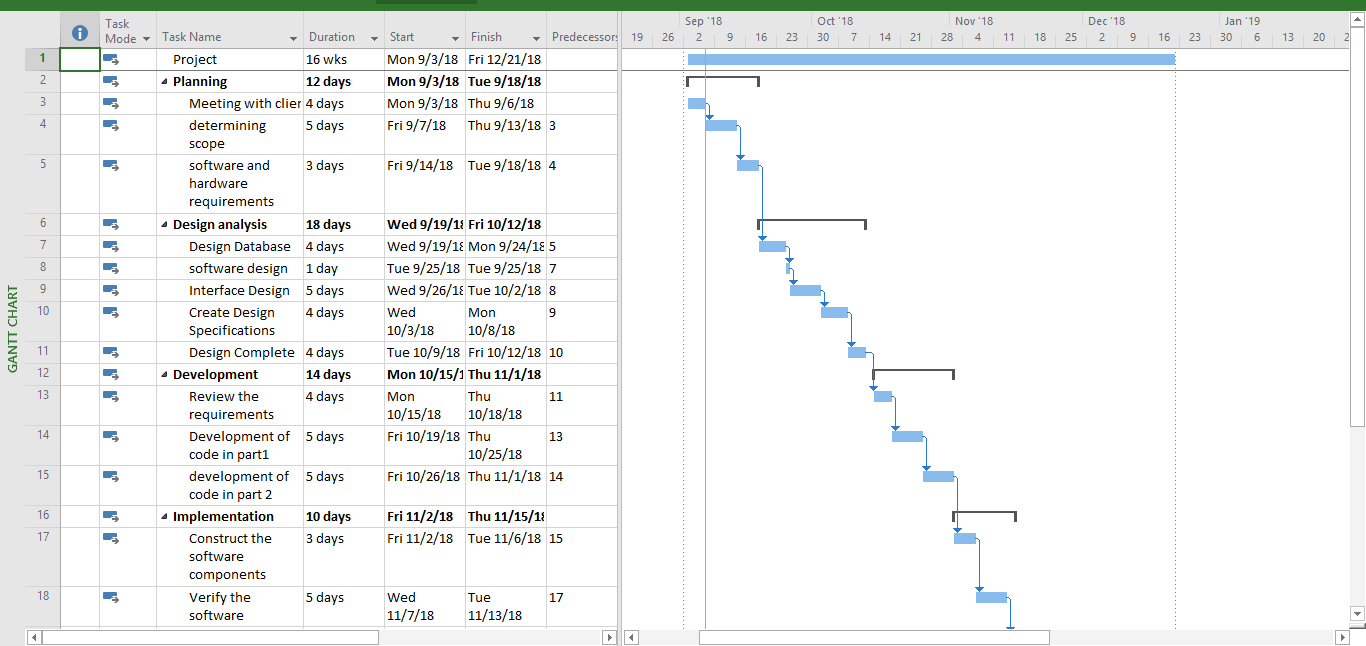 Sep '18 Oct '18 Nov '18 Dec '18 Jan '19
Task
Mode Task Name Duration Start Finish Predecessors
19 26 2 9 16 23 30 7 14 21 28 4 11 18 25 2 9 16 23 30 6 13 20
GANTT CHART
1 Project 16 wks Mon 9/3/18 Fri 12/21/18
2 Planning 12 days Mon 9/3/18 Tue 9/18/18
3 Meeting with clien 4 days Mon 9/3/18 Thu 9/6/18
4 determining 5 days Fri 9/7/18 Thu 9/13/18 3
scope
5 software and 3 days Fri 9/14/18 Tue 9/18/18 4
hardware
requirements
6 Design analysis 18 days Wed 9/19/18 Fri 10/12/18
7 Design Database 4 days Wed 9/19/18 Mon 9/24/18 5
8 software design 1 day Tue 9/25/18 Tue 9/25/18 7
9 Interface Design 5 days Wed 9/26/18 Tue 10/2/18 8
10 Create Design 4 days Wed Mon 9
Specifications 10/3/18 10/8/18
11 Design Complete 4 days Tue 10/9/18 Fri 10/12/18 10
12 Development 14 days Mon 10/15/1 Thu 11/1/18
13 Review the 4 days Mon Thu 11
requirements 10/15/18 10/18/18
14 Development of 5 days Fri 10/19/18 Thu 13
code in part1 10/25/18
15 development of 5 days Fri 10/26/18 Thu 11/1/18 14
code in part 2
16 Implementation 10 days Fri 11/2/18 Thu 11/15/18
17 Construct the 3 days Fri 11/2/18 Tue 11/6/18 15
software
components
18 Verify the 5 days Wed Tue 17
software 11/7/18 11/13/18